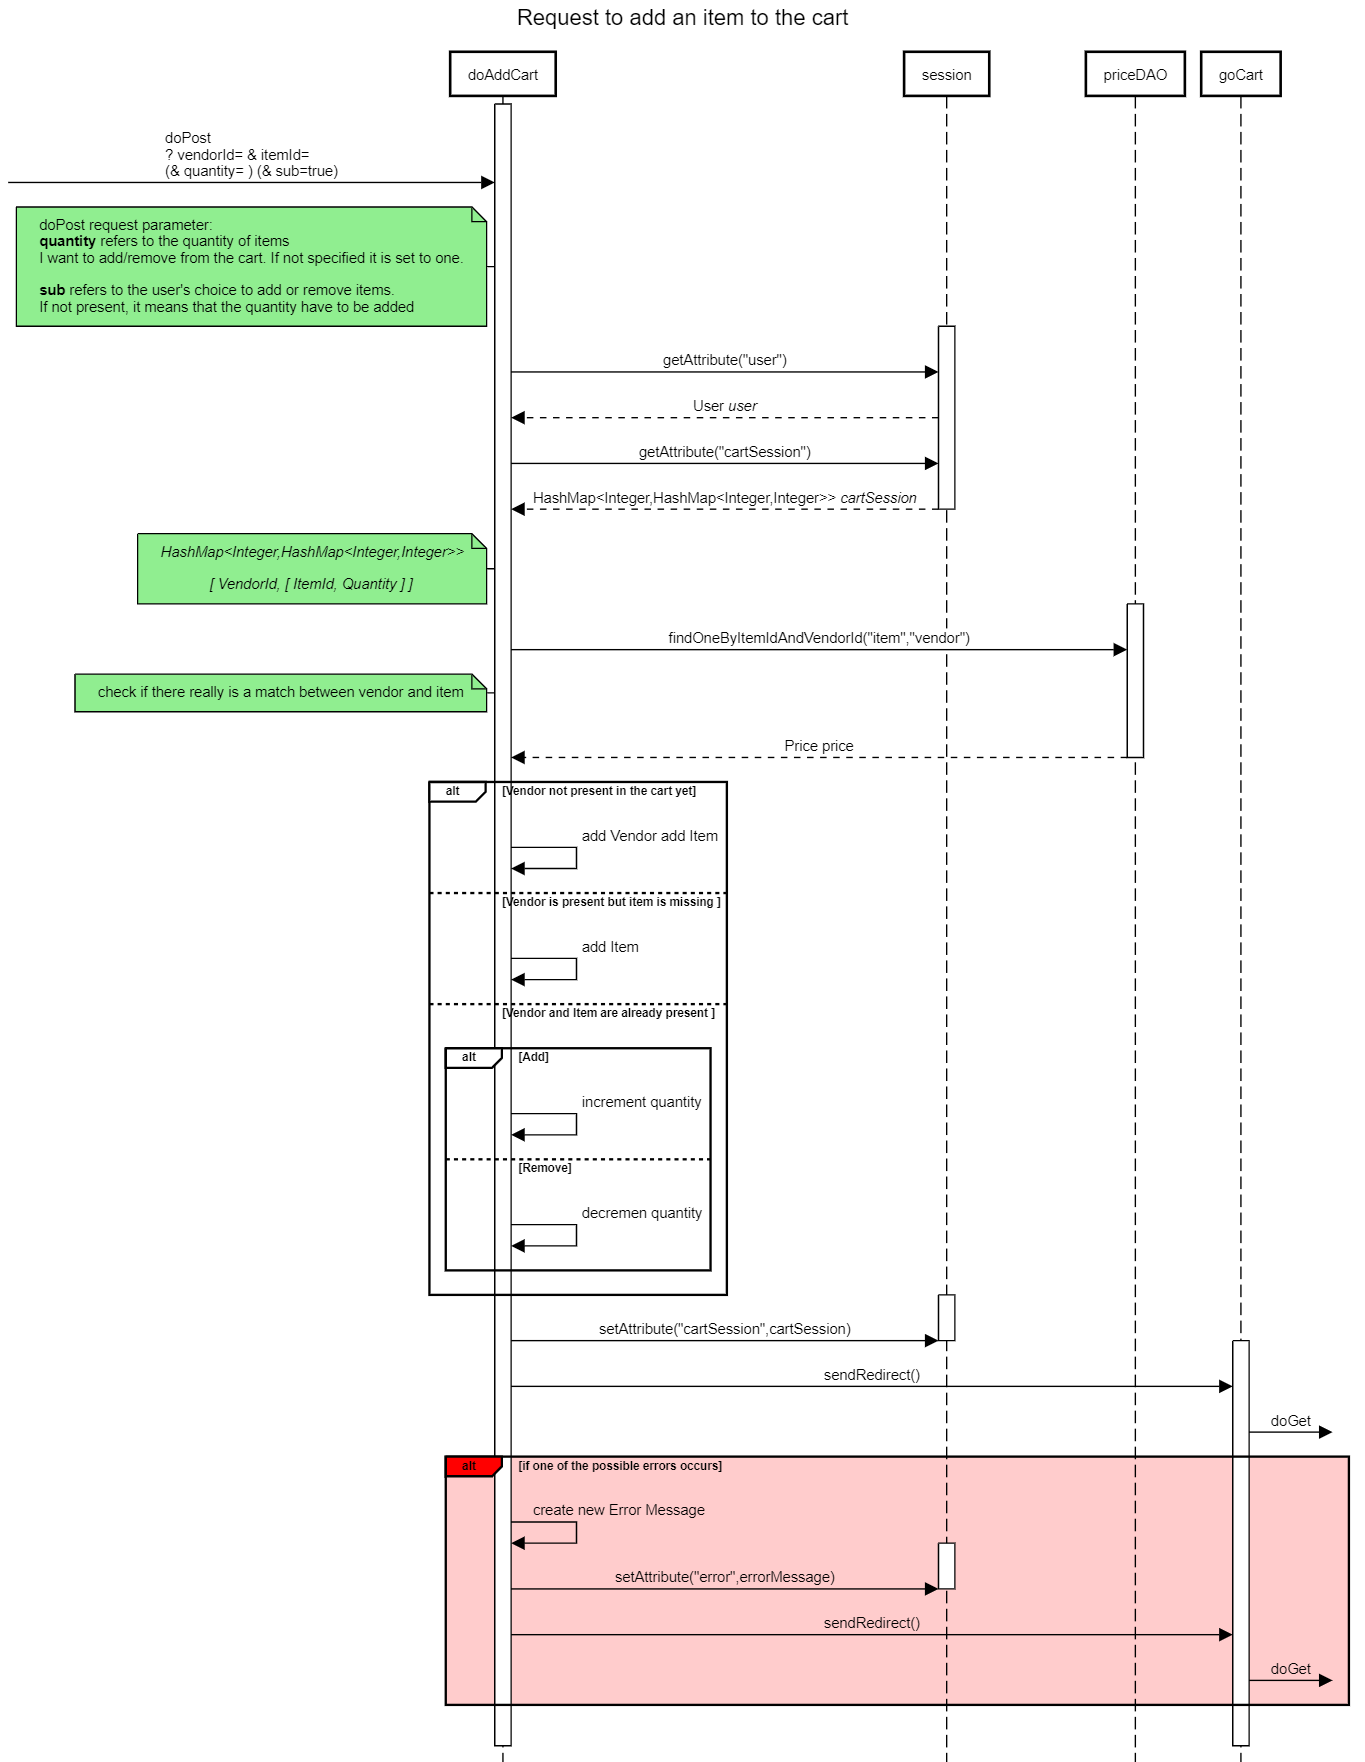 Request to add an item to the cart
doAddCart
session
priceDAO
goCart
doPost
? vendorId= & itemId=
(& quantity= ) (& sub=true)
doPost request parameter:
quantity refers to the quantity of items
I want to add/remove from the cart. If not specified it is set to one.
sub refers to the user's choice to add or remove items.
If not present, it means that the quantity have to be added
getAttribute("user")
User user
getAttribute("cartSession")
HashMap<Integer,HashMap<Integer,Integer>> cartSession
HashMap<Integer,HashMap<Integer,Integer>>
[ VendorId, [ ItemId, Quantity ] ]
findOneByItemIdAndVendorId("item","vendor")
check if there really is a match between vendor and item
Price price
alt [Vendor not present in the cart yet]
add Vendor add Item
[Vendor is present but item is missing ]
add Item
[Vendor and Item are already present ]
alt [Add]
increment quantity
[Remove]
decremen quantity
setAttribute("cartSession",cartSession)
sendRedirect()
doGet
alt [if one of the possible errors occurs]
create new Error Message
setAttribute("error",errorMessage)
sendRedirect()
doGet